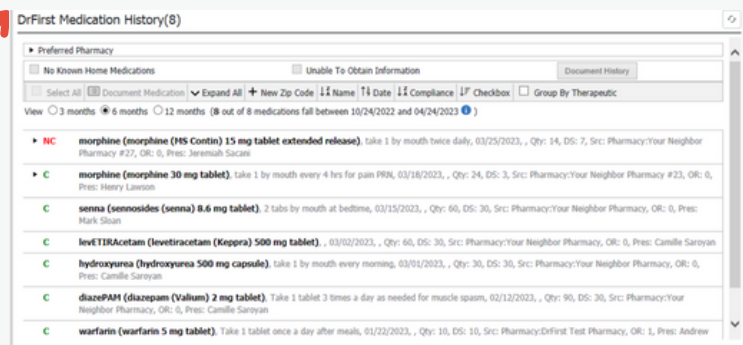 DrFirst Medication History(8)
Preferred Pharmacy
No Known Home Medications Unable To Obtain Information Document History
Select All Document Medication Expand All New Zip Code Name Date Compliance Checkbox Group By Therapeutic
View 3 months 6 months 12 months (8 out of 8 medications fall between 10/24/2022 and 04/24/2023 )
NC morphine (morphine (MS Contin) 15 mg tablet extended release), take 1 by mouth twice daily, 03/25/2023, , Qty: 14, DS: 7, Src: Pharmacy:Your Neighbor
Pharmacy #27, OR: 0, Pres: Jeremiah Sacani
C morphine (morphine 30 mg tablet), take 1 by mouth every 4 hrs for pain PRN, 03/18/2023, , Qty: 24, DS: 3, Src: Pharmacy:Your Neighbor Pharmacy #23, OR: 0,
Pres: Henry Lawson
C senna (sennosides (senna) 8.6 mg tablet), 2 tabs by mouth at bedtime, 03/15/2023, , Qty: 60, DS: 30, Src: Pharmacy:Your Neighbor Pharmacy, OR: 0, Pres:
Mark Sloan
C levETIRAcetam (levetiracetam (Keppra) 500 mg tablet), , 03/02/2023, , Qty: 60, DS: 30, Src: Pharmacy:Your Neighbor Pharmacy, OR: 0, Pres: Camille Saroyan
C hydroxyurea (hydroxyurea 500 mg capsule), take 1 by mouth every morning, 03/01/2023, , Qty: 30, DS: 30, Src: Pharmacy:Your Neighbor Pharmacy, OR: 0,
Pres: Camille Saroyan
C diazePAM (diazepam (Valium) 2 mg tablet), Take 1 tablet 3 times a day as needed for muscle spasm, 02/12/2023, , Qty: 90, DS: 30, Src: Pharmacy:Your
Neighbor Pharmacy, OR: 0, Pres: Camille Saroyan
C warfarin (warfarin 5 mg tablet), Take 1 tablet once a day after meals, 01/22/2023, , Qty: 10, DS: 10, Src: Pharmacy:DrFirst Test Pharmacy, OR: 1, Pres: Andrew